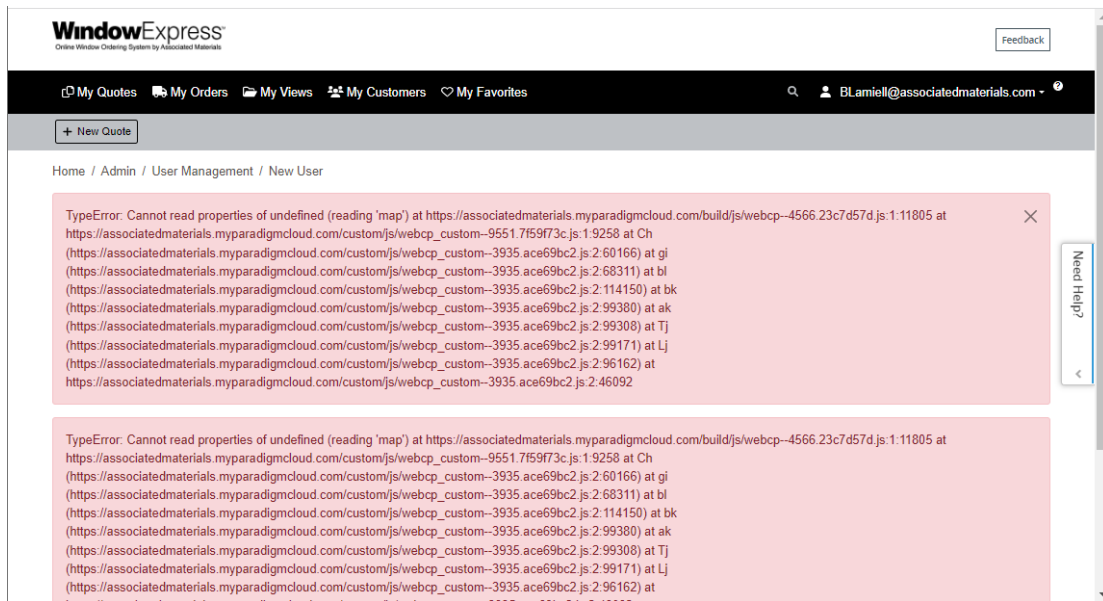 WindowExpress
Online Window Ordering System by Associated Materials
Feedback
My Quotes My Orders My Views My Customers My Favorites BLamiell@associatedmaterials.com
+ New Quote
Home / Admin / User Management / New User
TypeError: Cannot read properties of undefined (reading 'map') at https://associatedmaterials.myparadigmcloud.com/build/js/webcp--4566.23c7d57d.js:1:11805 at
https://associatedmaterials.myparadigmcloud.com/custom/js/webcp_custom--9551.7f59f73c.js:1:9258 at Ch
(https://associatedmaterials.myparadigmcloud.com/custom/js/webcp_custom--3935.ace69bc2.js:2:60166) at gi
(https://associatedmaterials.myparadigmcloud.com/custom/js/webcp_custom--3935.ace69bc2.js:2:68311) at bl
(https://associatedmaterials.myparadigmcloud.com/custom/js/webcp_custom--3935.ace69bc2.js:2:114150) at bk
(https://associatedmaterials.myparadigmcloud.com/custom/js/webcp_custom--3935.ace69bc2.js:2:99380) at ak
(https://associatedmaterials.myparadigmcloud.com/custom/js/webcp_custom--3935.ace69bc2.js:2:99308) at Tj
(https://associatedmaterials.myparadigmcloud.com/custom/js/webcp_custom--3935.ace69bc2.js:2:99171) at Lj
(https://associatedmaterials.myparadigmcloud.com/custom/js/webcp_custom--3935.ace69bc2.js:2:96162) at
https://associatedmaterials.myparadigmcloud.com/custom/js/webcp_custom--3935.ace69bc2.js:2:46092
Need Help?
TypeError: Cannot read properties of undefined (reading 'map') at https://associatedmaterials.myparadigmcloud.com/build/js/webcp--4566.23c7d57d.js:1:11805 at
https://associatedmaterials.myparadigmcloud.com/custom/js/webcp_custom--9551.7f59f73c.js:1:9258 at Ch
(https://associatedmaterials.myparadigmcloud.com/custom/js/webcp_custom--3935.ace69bc2.js:2:60166) at gi
(https://associatedmaterials.myparadigmcloud.com/custom/js/webcp_custom--3935.ace69bc2.js:2:68311) at bl
(https://associatedmaterials.myparadigmcloud.com/custom/js/webcp_custom--3935.ace69bc2.js:2:114150) at bk
(https://associatedmaterials.myparadigmcloud.com/custom/js/webcp_custom--3935.ace69bc2.js:2:99380) at ak
(https://associatedmaterials.myparadigmcloud.com/custom/js/webcp_custom--3935.ace69bc2.js:2:99308) at Tj
(https://associatedmaterials.myparadigmcloud.com/custom/js/webcp_custom--3935.ace69bc2.js:2:99171) at Lj
(https://associatedmaterials.myparadigmcloud.com/custom/js/webcp_custom--3935.ace69bc2.js:2:96162) at